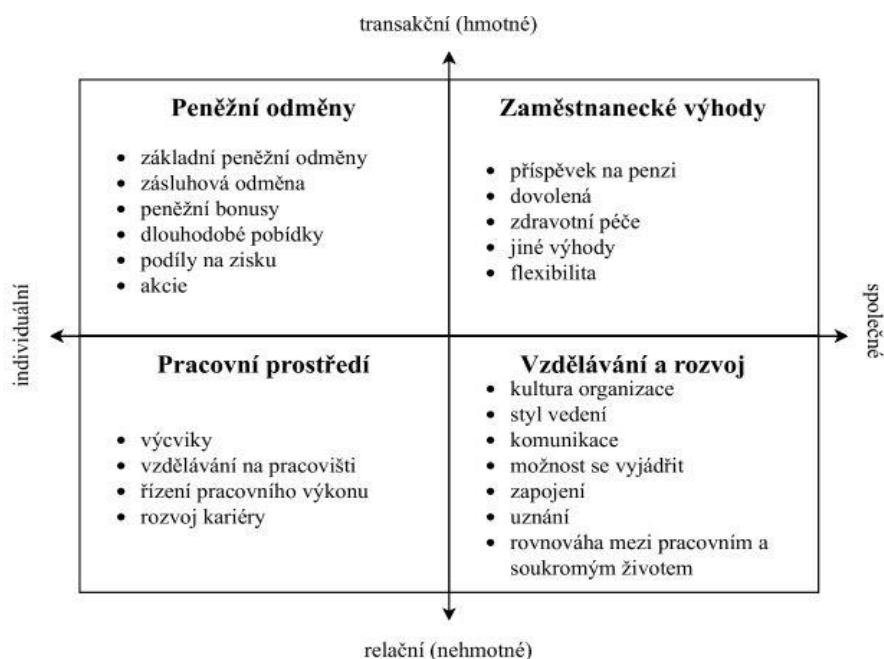 transakční (hmotné)
Peněžní odměny
• základní peněžní odměny
• zásluhová odměna
• peněžní bonusy
• dlouhodobé pobídky
• podíly na zisku
• akcie
Zaměstnanecké výhody
• příspěvek na penzi
• dovolená
• zdravotní péče
• jiné výhody
• flexibilita
individuální
společné
Pracovní prostředí
• výcviky
• vzdělávání na pracovišti
• řízení pracovního výkonu
• rozvoj kariéry
Vzdělávání a rozvoj
• kultura organizace
• styl vedení
• komunikace
• možnost se vyjádřit
• zapojení
• uznání
• rovnováha mezi pracovním a
soukromým životem
relační (nehmotné)